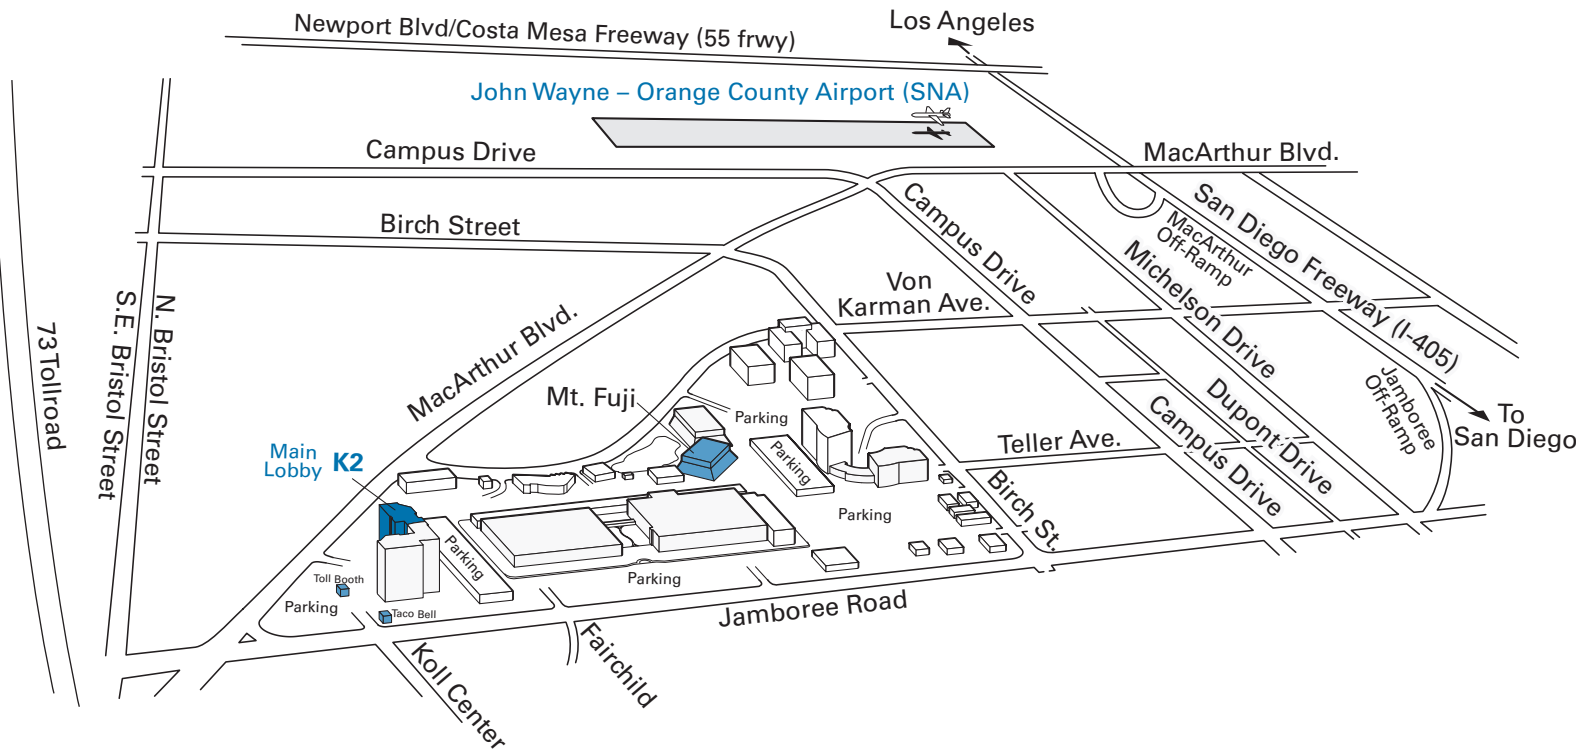 Newport Blvd/Costa Mesa Freeway (55 frwy)
Los Angeles
John Wayne – Orange County Airport (SNA)
Campus Drive
MacArthur Blvd.
Birch Street
Campus Drive
San Diego Freeway (I-405)
MacArthur
Off-Ramp
Michelson Drive
Von
Karman Ave.
73 Tollroad
S.E. Bristol Street
N. Bristol Street
MacArthur Blvd.
Mt. Fuji
Parking
Jamboree
Off-Ramp
To
San Diego
Dupont Drive
Campus Drive
Teller Ave.
Main
Lobby
K2
Parking
Parking
Birch St.
Parking
Parking
Toll Booth
Parking
Taco Bell
Jamboree Road
Koll Center
Fairchild